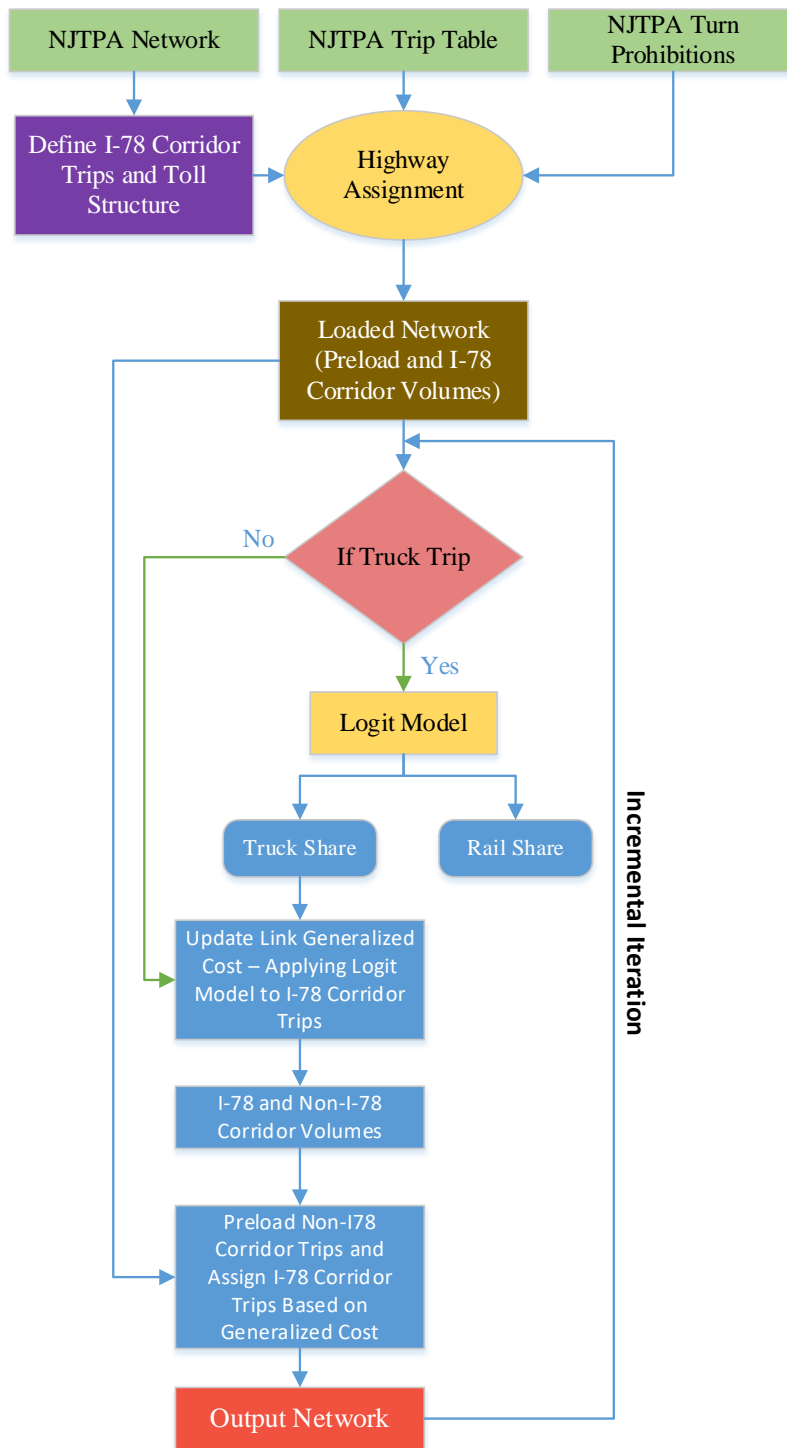 NJTPA Network
NJTPA Trip Table
NJTPA Turn
Prohibitions
Define I-78 Corridor
Trips and Toll
Structure
Highway
Assignment
Loaded Network
(Preload and I-78
Corridor Volumes)
No
If Truck Trip
Yes
Logit Model
Truck Share
Rail Share
Incremental Iteration
Update Link Generalized
Cost – Applying Logit
Model to I-78 Corridor
Trips
I-78 and Non-I-78
Corridor Volumes
Preload Non-I78
Corridor Trips and
Assign I-78 Corridor
Trips Based on
Generalized Cost
Output Network